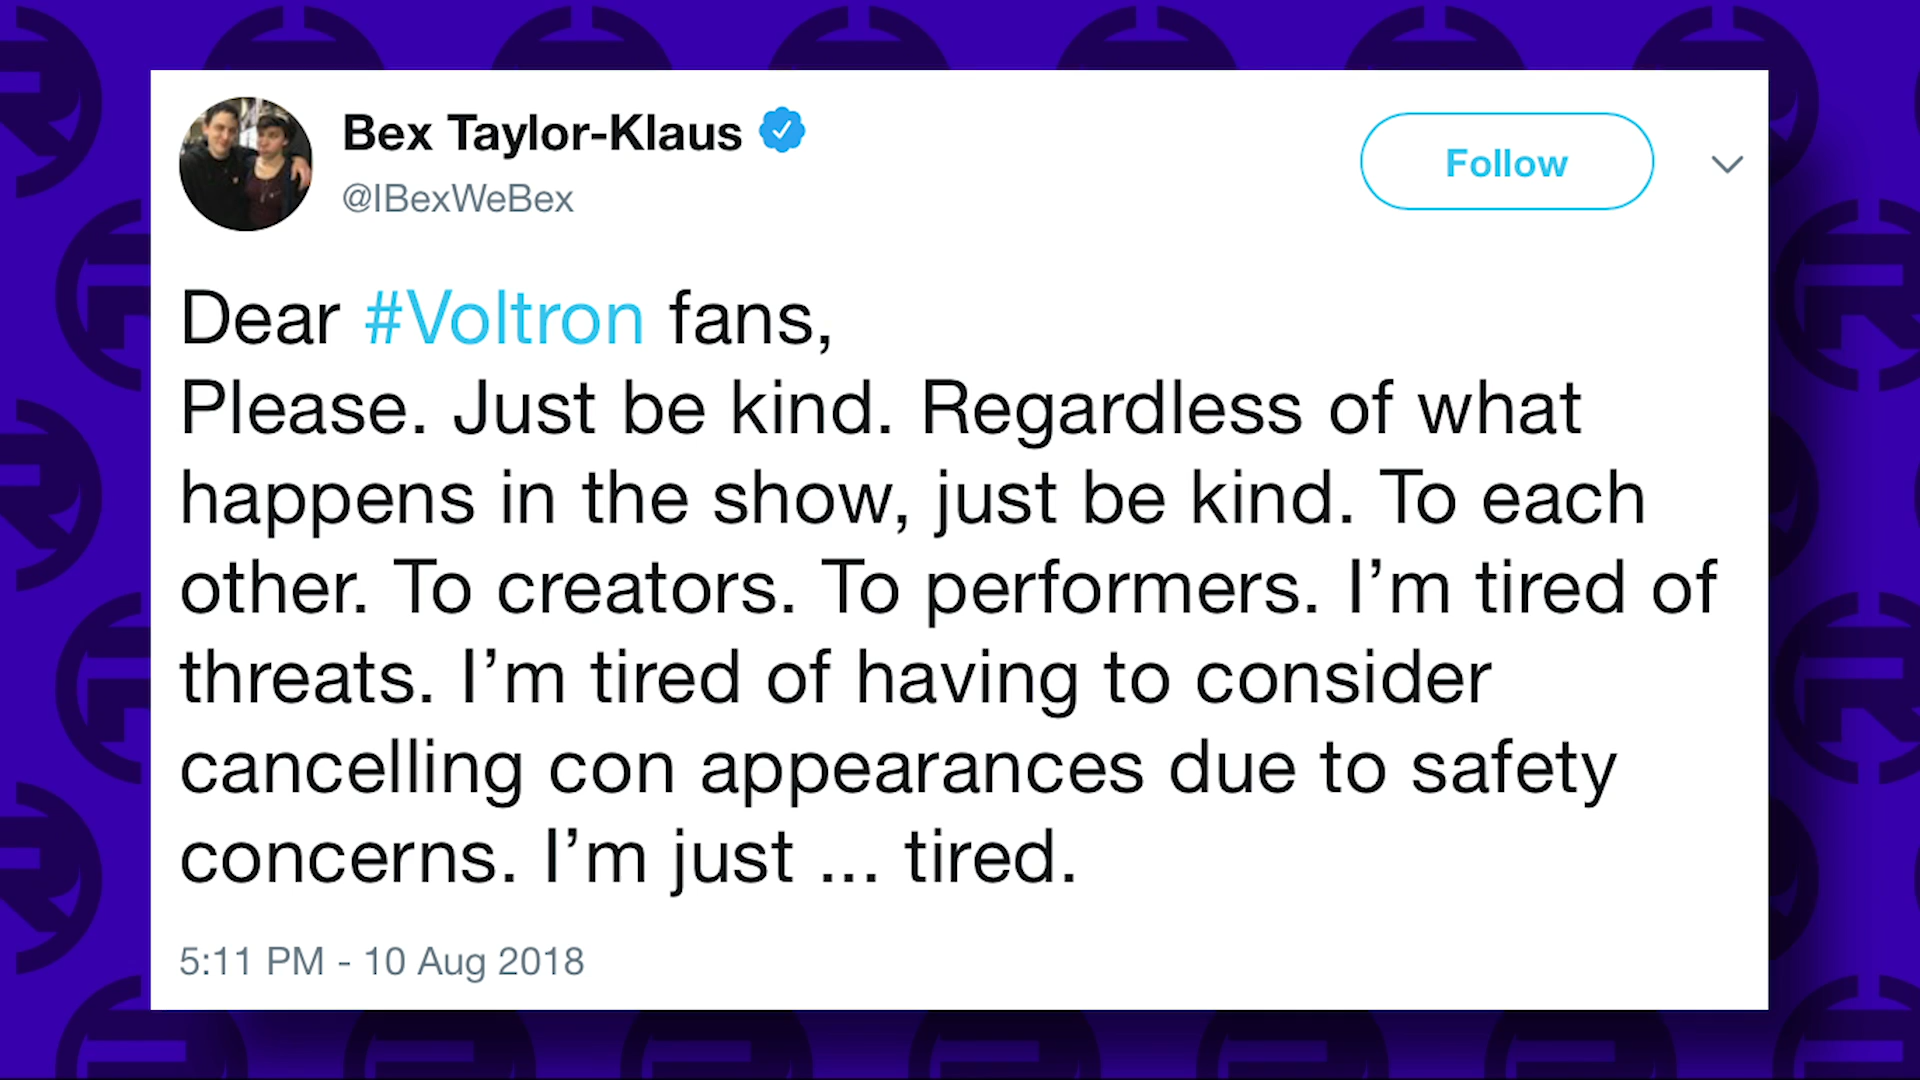 Bex Taylor-Klaus
@IBexWeBex
Follow
Dear #Voltron fans,
Please. Just be kind. Regardless of what
happens in the show, just be kind. To each
other. To creators. To performers. I’m tired of
threats. I’m tired of having to consider
cancelling con appearances due to safety
concerns. I’m just ... tired.
5:11 PM - 10 Aug 2018